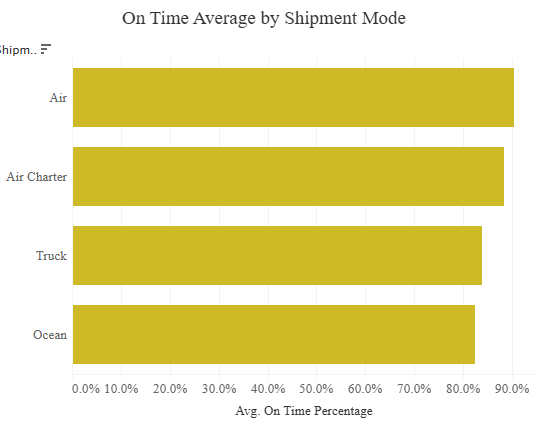 On Time Average by Shipment Mode
Shipm..
Air
Air Charter
Truck
Ocean
0.0% 10.0% 20.0% 30.0% 40.0% 50.0% 60.0% 70.0% 80.0% 90.0%
Avg. On Time Percentage